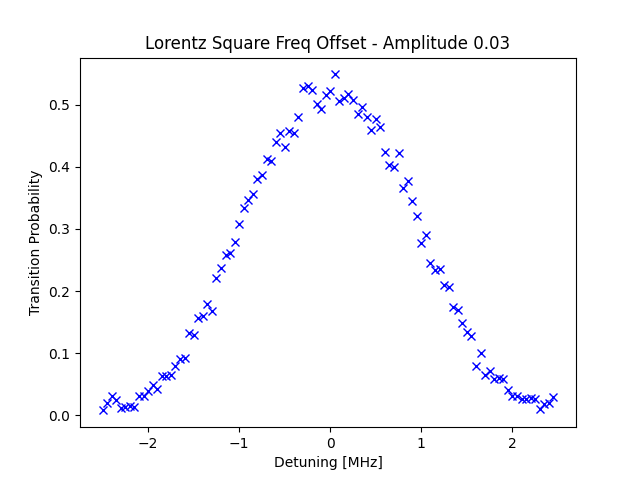 Lorentz Square Freq Offset - Amplitude 0.03
Transition Probability
0.5
0.4
0.3
0.2
0.1
0.0
−2 −1 0 1 2
Detuning [MHz]